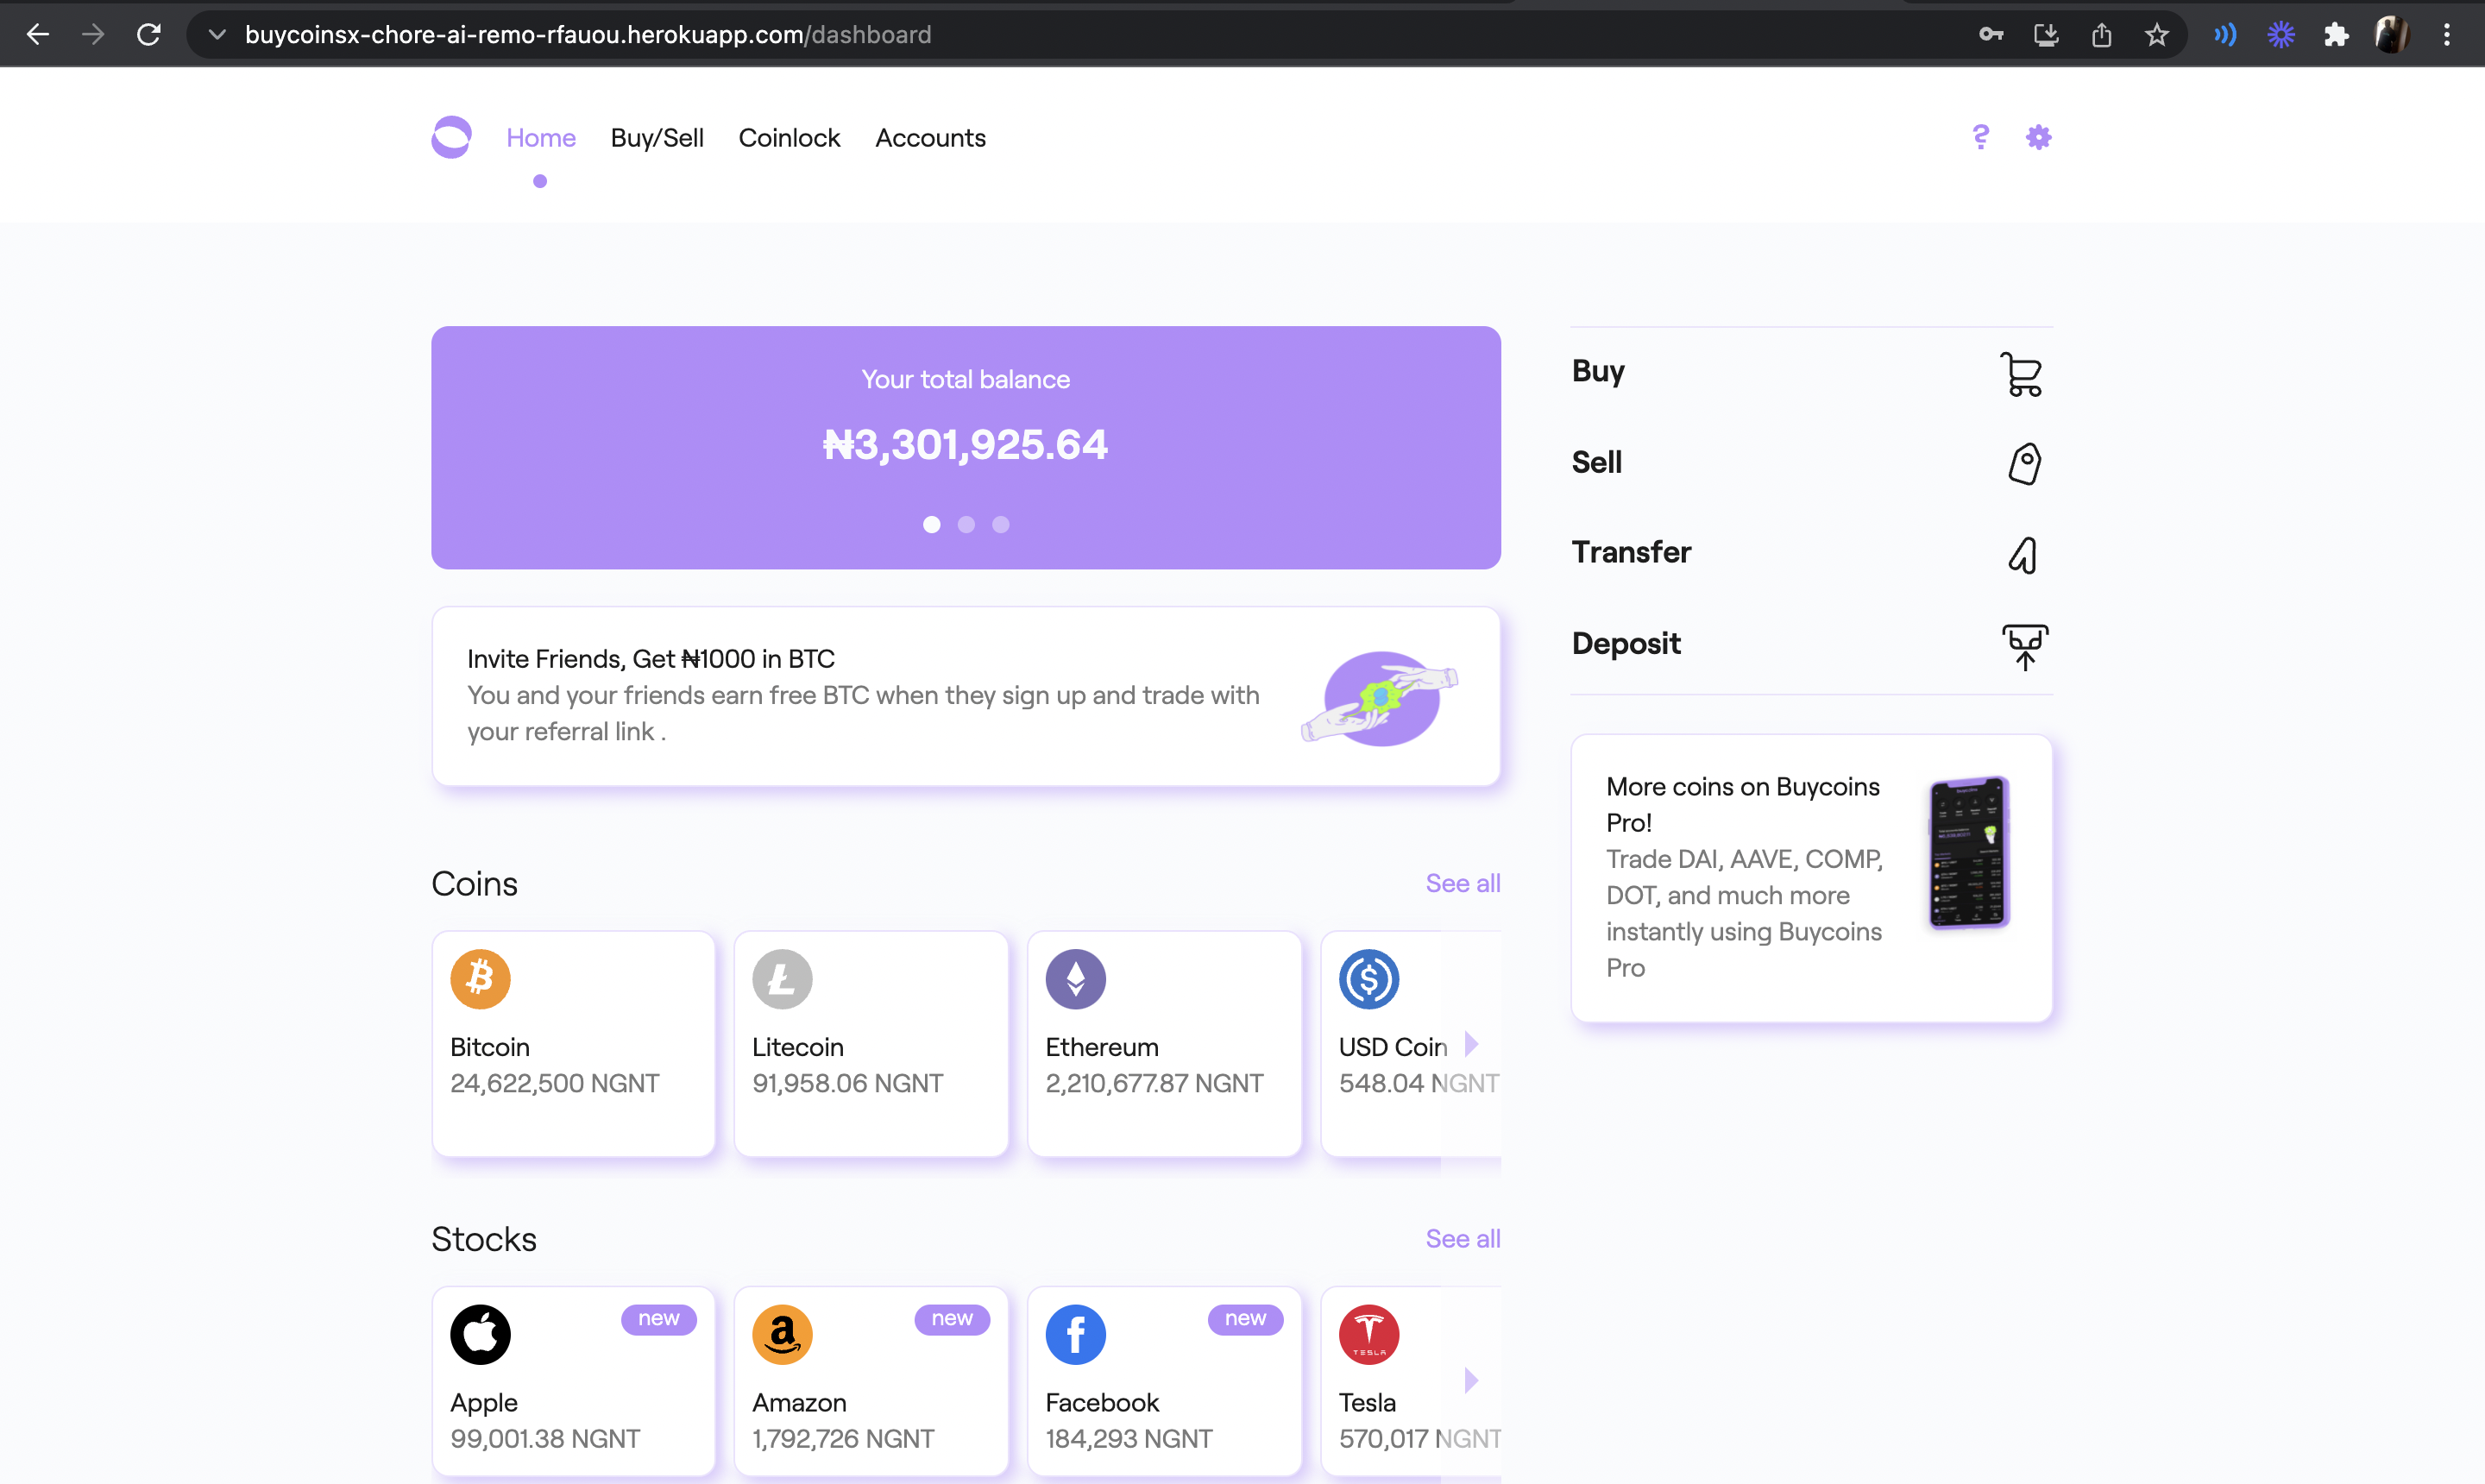 buycoinsx-chore-ai-remo-rfauou.herokuapp.com/dashboard
Home Buy/Sell Coinlock Accounts
?
Your total balance
₦3,301,925.64
Invite Friends, Get ₦1000 in BTC
You and your friends earn free BTC when they sign up and trade with
your referral link .
Coins See all
Bitcoin
24,622,500 NGNT
Litecoin
91,958.06 NGNT
Ethereum
2,210,677.87 NGNT
USD Coin
548.04 NGNT
Stocks See all
new
Apple
99,001.38 NGNT
new
Amazon
1,792,726 NGNT
new
Facebook
184,293 NGNT
TESLA
Tesla
570,017 NGNT
Buy
Sell
Transfer
Deposit
More coins on Buycoins
Pro!
Trade DAI, AAVE, COMP,
DOT, and much more
instantly using Buycoins
Pro